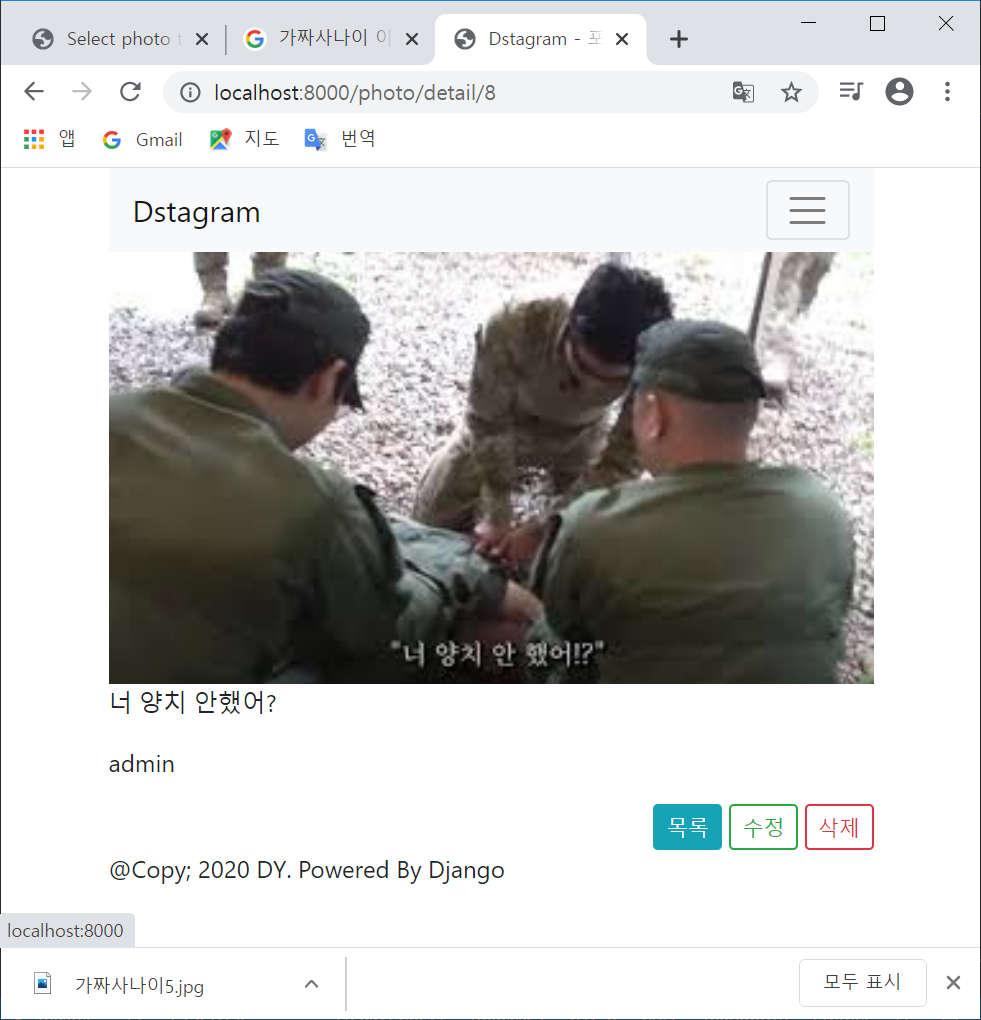 Select photo t
가짜사나이 이
Dstagram - 포
localhost:8000/photo/detail/8
앱 Gmail 지도 번역
Dstagram
"너 양치 안 했어!?"
너 양치 안했어?
admin
목록 수정 삭제
@Copy; 2020 DY. Powered By Django
localhost:8000
가짜사나이5.jpg
모두 표시